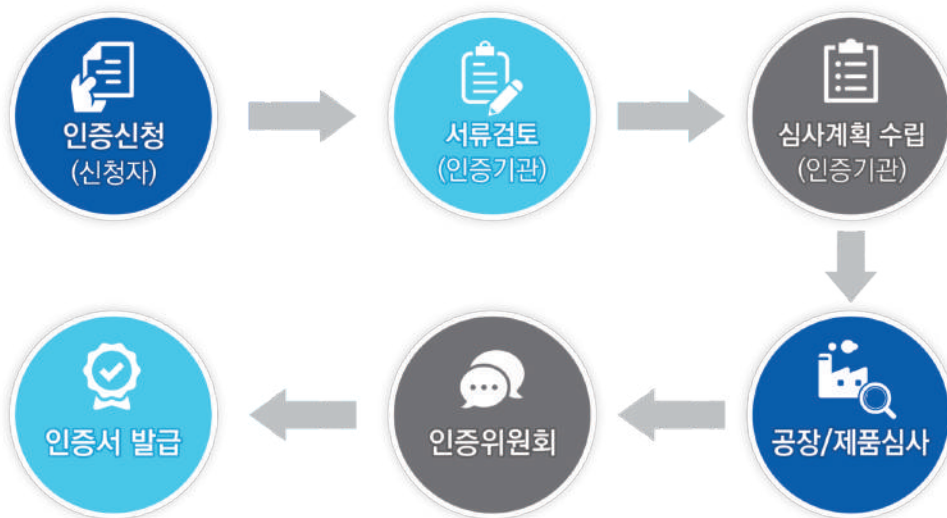 인증신청
(신청자)
서류검토
(인증기관)
심사계획 수립
(인증기관)
공장/제품심사
인증위원회
인증서 발급